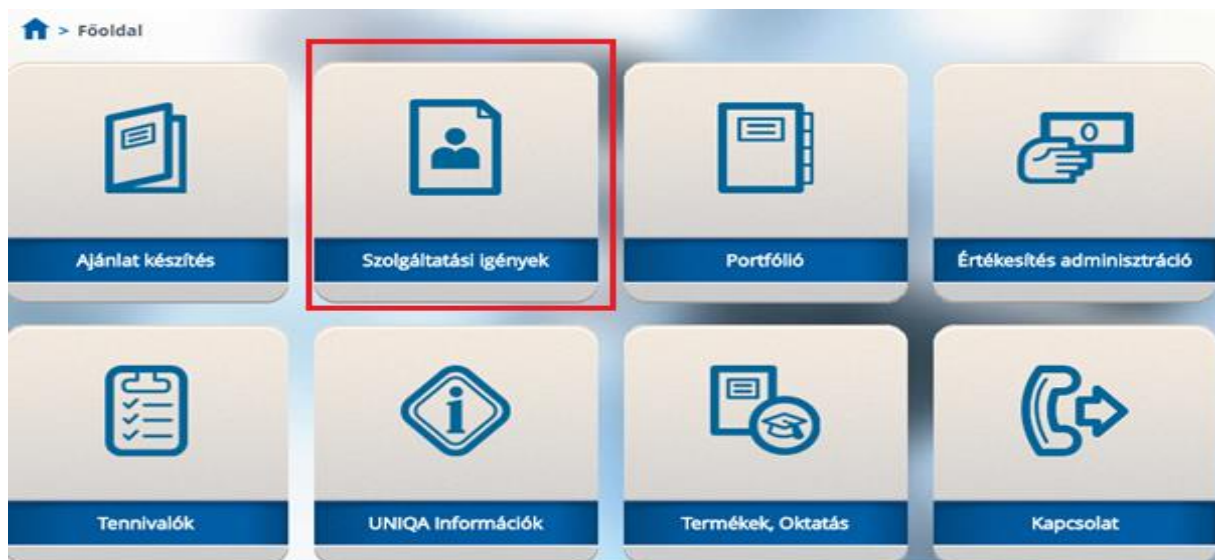 > Főoldal
Ajánlat készítés
Szolgáltatási igények
Portfólió
Értékesítés adminisztráció
Tennivalók
UNIQA Információk
Termékek, Oktatás
Kapcsolat